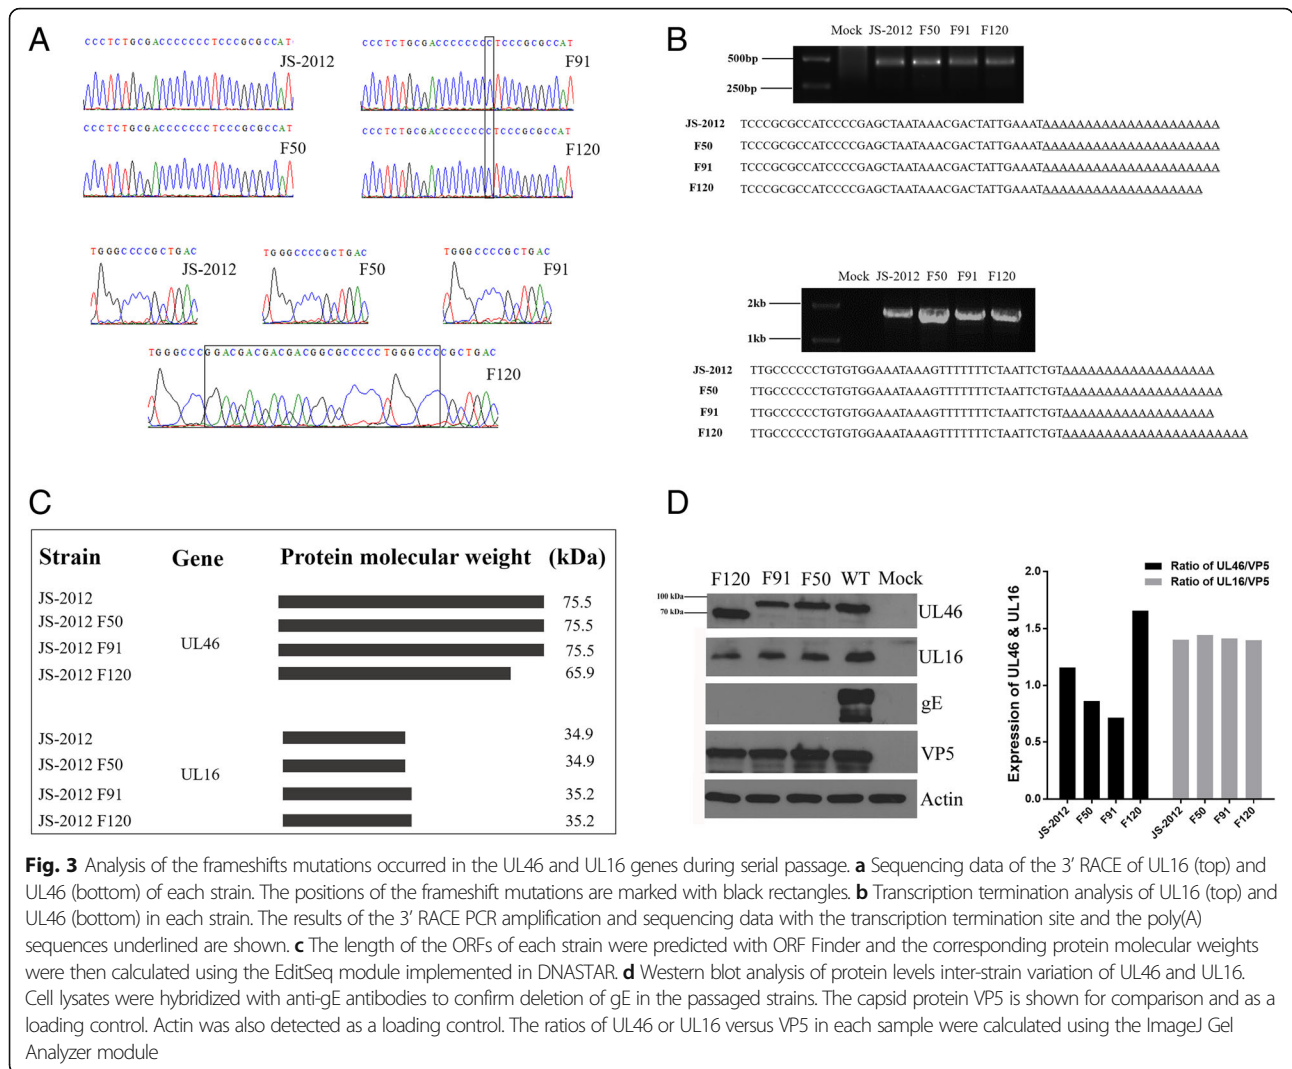 A
CCCTCTGCGACCCCCCCTCCCGCGCCAT
JS-2012
CCCTCTGCGACCCCCCCCTCCCGCGCCAT
F91
CCCTCTGCGACCCCCCCTCCCGCGCCAT
F50
CCCTCTGCGACCCCCCCCTCCCGCGCCAT
F120
TGGGCCCCGCTGAC
JS-2012
TGGGCCCCGCTGAC
F50
TGGGCCCCGCTGAC
F91
TGGGCCCGGACGACGACGACGGCGCCCCCTGGGCCCCGCTGAC
F120
B
Mock JS-2012 F50 F91 F120
500bp
250bp
JS-2012 TCCCGCGCCATCCCCGAGCTAATAAACGACTATTGAAATAAAAAAAAAAAAAAAAAAAAA
F50 TCCCGCGCCATCCCCGAGCTAATAAACGACTATTGAAATAAAAAAAAAAAAAAAAAAAAA
F91 TCCCGCGCCATCCCCGAGCTAATAAACGACTATTGAAATAAAAAAAAAAAAAAAAAAAAA
F120 TCCCGCGCCATCCCCGAGCTAATAAACGACTATTGAAATAAAAAAAAAAAAAAAAAAA
Mock JS-2012 F50 F91 F120
2kb
1kb
JS-2012 TTGCCCCCCTGTGTGGAAATAAAGTTTTTTTCTAATTCTGTAAAAAAAAAAAAAAAAAA
F50 TTGCCCCCCTGTGTGGAAATAAAGTTTTTTTCTAATTCTGTAAAAAAAAAAAAAAAAAAA
F91 TTGCCCCCCTGTGTGGAAATAAAGTTTTTTTCTAATTCTGTAAAAAAAAAAAAAAAAAA
F120 TTGCCCCCCTGTGTGGAAATAAAGTTTTTTTCTAATTCTGTAAAAAAAAAAAAAAAAAAAAAA
C
Strain Gene Protein molecular weight (kDa)
JS-2012 75.5
JS-2012 F50 75.5
UL46
JS-2012 F91 75.5
JS-2012 F120 65.9
JS-2012 34.9
JS-2012 F50 34.9
UL16
JS-2012 F91 35.2
JS-2012 F120 35.2
D
F120 F91 F50 WT Mock
100 kDa
70 kDa
UL46
UL16
gE
VP5
Actin
Ratio of UL46/VP5
Ratio of UL16/VP5
Expression of UL46 & UL16
2.0
1.5
1.0
0.5
0.0
JS-2012 F50 F91 F120 JS-2012 F50 F91 F120
Fig. 3 Analysis of the frameshifts mutations occurred in the UL46 and UL16 genes during serial passage. a Sequencing data of the 3’ RACE of UL16 (top) and
UL46 (bottom) of each strain. The positions of the frameshift mutations are marked with black rectangles. b Transcription termination analysis of UL16 (top) and
UL46 (bottom) in each strain. The results of the 3’ RACE PCR amplification and sequencing data with the transcription termination site and the poly(A)
sequences underlined are shown. c The length of the ORFs of each strain were predicted with ORF Finder and the corresponding protein molecular weights
were then calculated using the EditSeq module implemented in DNASTAR. d Western blot analysis of protein levels inter-strain variation of UL46 and UL16.
Cell lysates were hybridized with anti-gE antibodies to confirm deletion of gE in the passaged strains. The capsid protein VP5 is shown for comparison and as a
loading control. Actin was also detected as a loading control. The ratios of UL46 or UL16 versus VP5 in each sample were calculated using the ImageJ Gel
Analyzer module